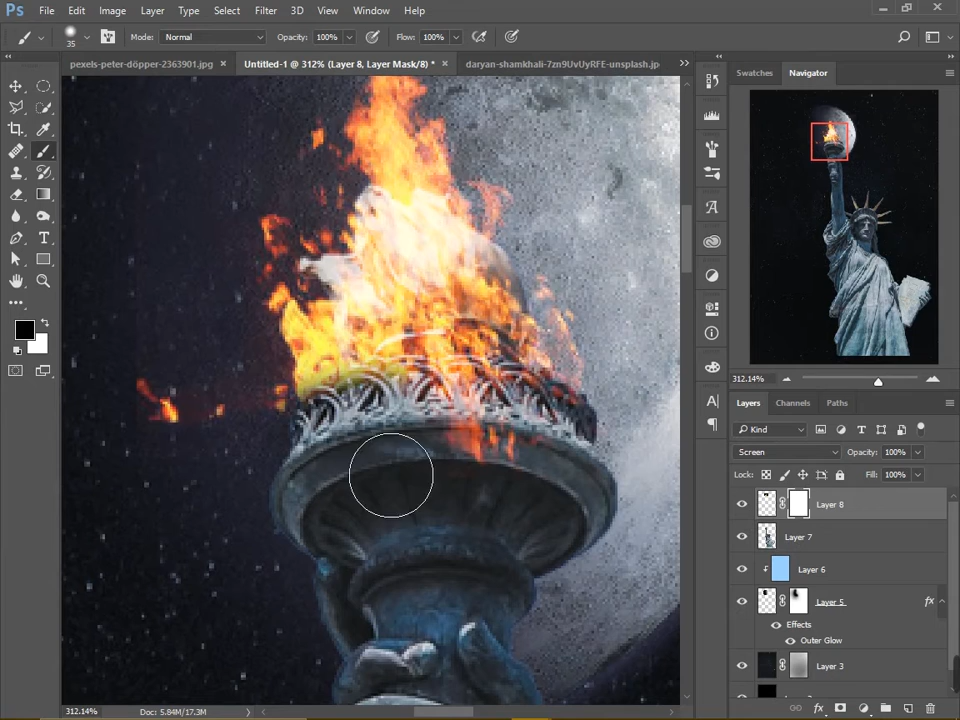 Ps File Edit Image Layer Type Select Filter 3D View Window Help
35 Mode: Normal Opacity: 100% Flow: 100%
pexels-peter-döpper-2363901.jpg × Untitled-1 @ 312% (Layer 8, Layer Mask/8) * × daryan-shamkhali-7zn9UvUyRFE-unsplash.jp
Swatches Navigator
312.14%
Layers Channels Paths
Kind
Screen Opacity: 100%
Lock: Fill: 100%
Layer 8
Layer 7
Layer 6
Layer 5 fx
Effects
Outer Glow
Layer 3
312.14% Doc: 5.84M/17.3M
fx